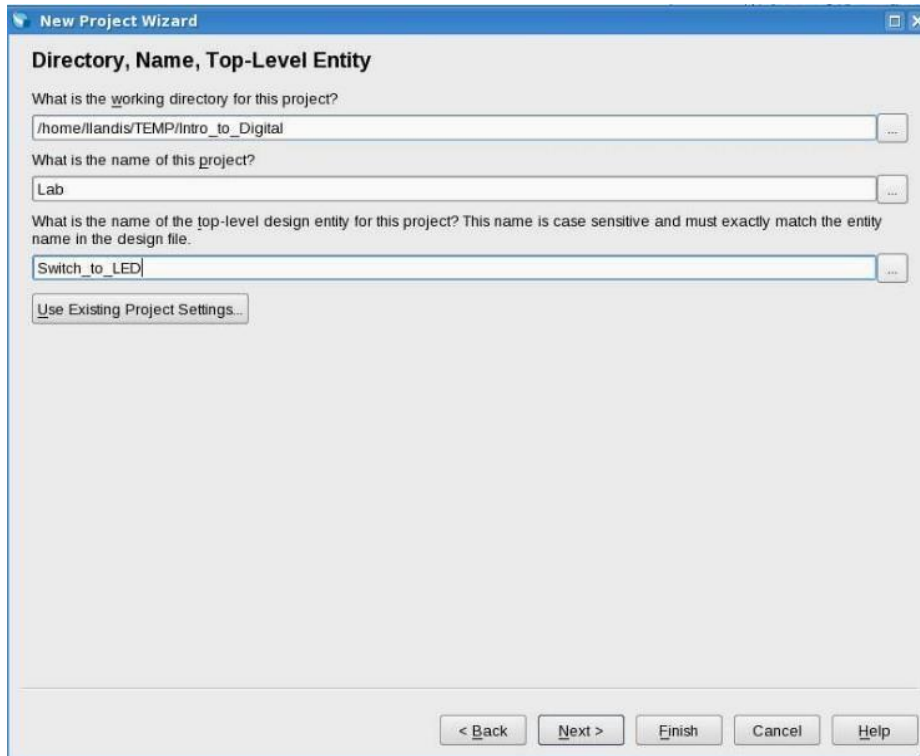 New Project Wizard
Directory, Name, Top-Level Entity
What is the working directory for this project?
/home/llandis/TEMP/Intro_to_Digital
...
What is the name of this project?
Lab
...
What is the name of the top-level design entity for this project? This name is case sensitive and must exactly match the entity
name in the design file.
Switch_to_LED
...
Use Existing Project Settings...
< Back
Next >
Finish
Cancel
Help